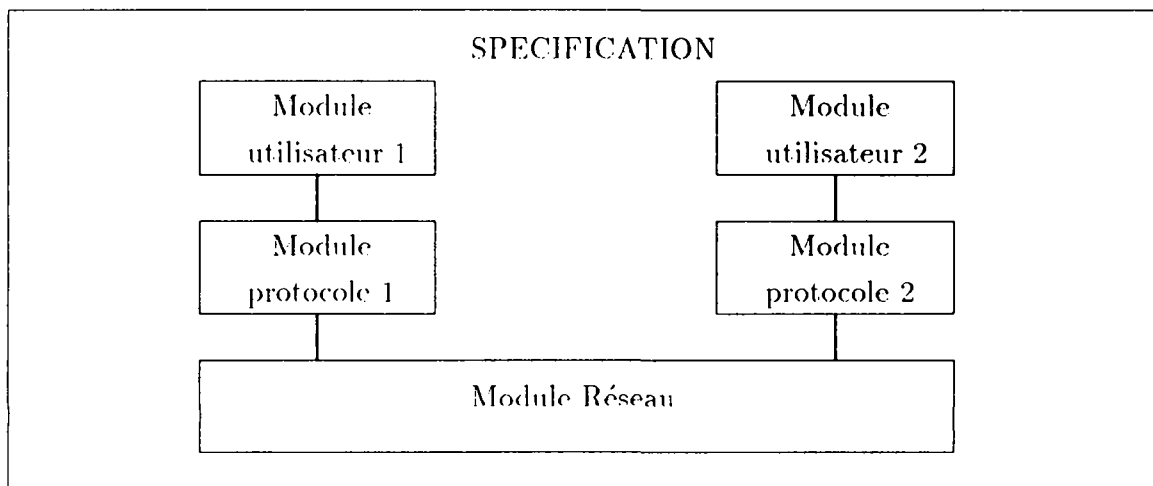 SPECIFICATION
Module
utilisateur 1
Module
utilisateur 2
Module
protocole 1
Module
protocole 2
Module Réseau